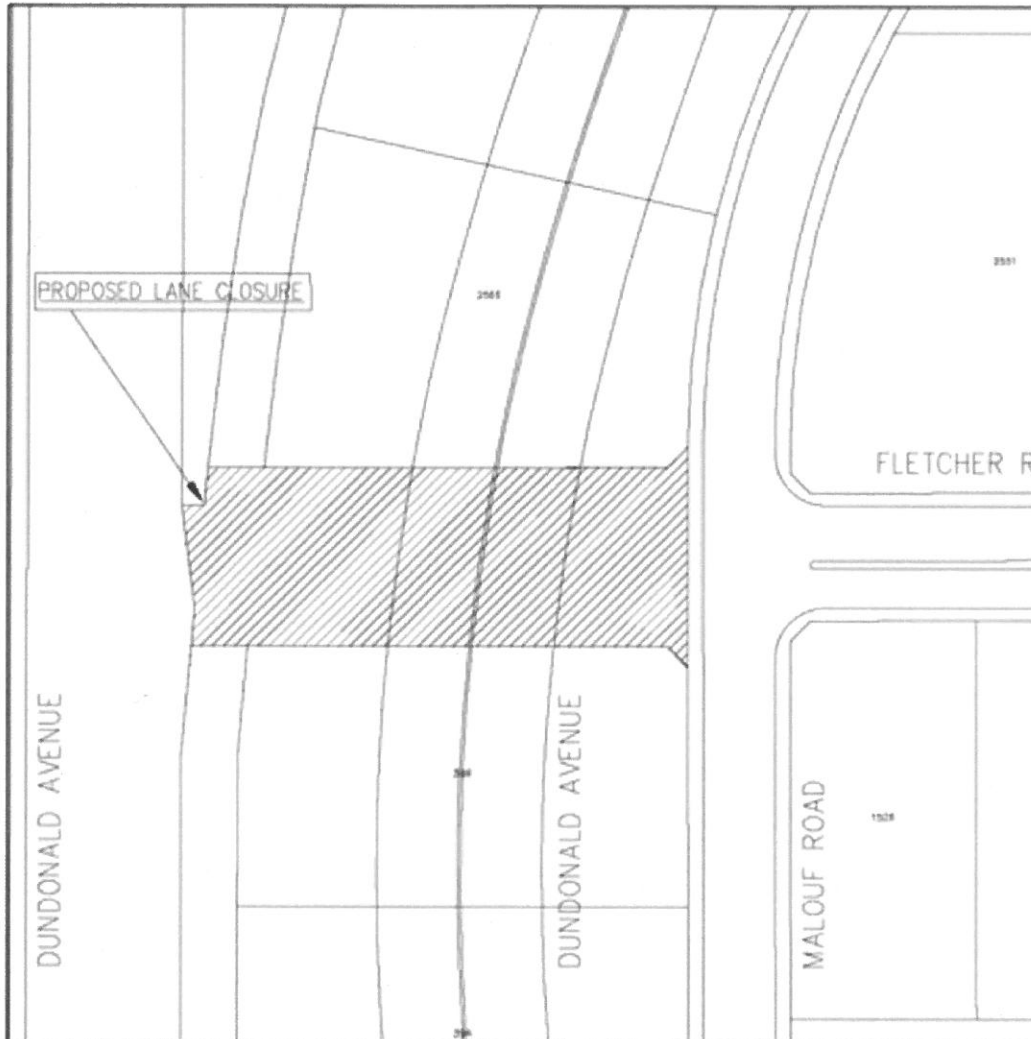 PROPOSED LANE CLOSURE
FLETCHER R
DUNDONALD AVENUE
DUNDONALD AVENUE
MALOUF ROAD